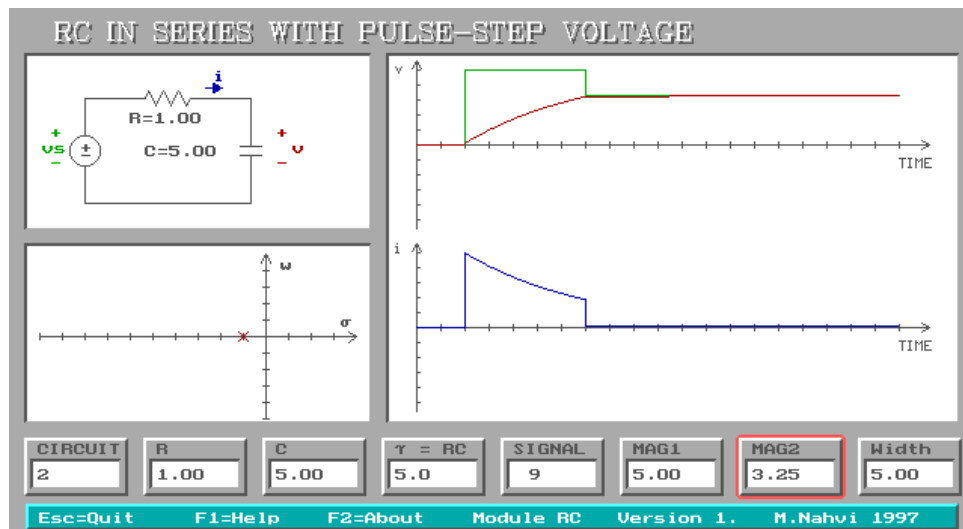 RC IN SERIES WITH PULSE-STEP VOLTAGE
i
R=1.00
+
vs
−
±
C=5.00
+
v
−
v
TIME
w
σ
i
TIME
CIRCUIT
2
R
1.00
C
5.00
τ = RC
5.0
SIGNAL
9
MAG1
5.00
MAG2
3.25
Width
5.00
Esc=Quit F1=Help F2=About Module RC Version 1. M.Nahvi 1997